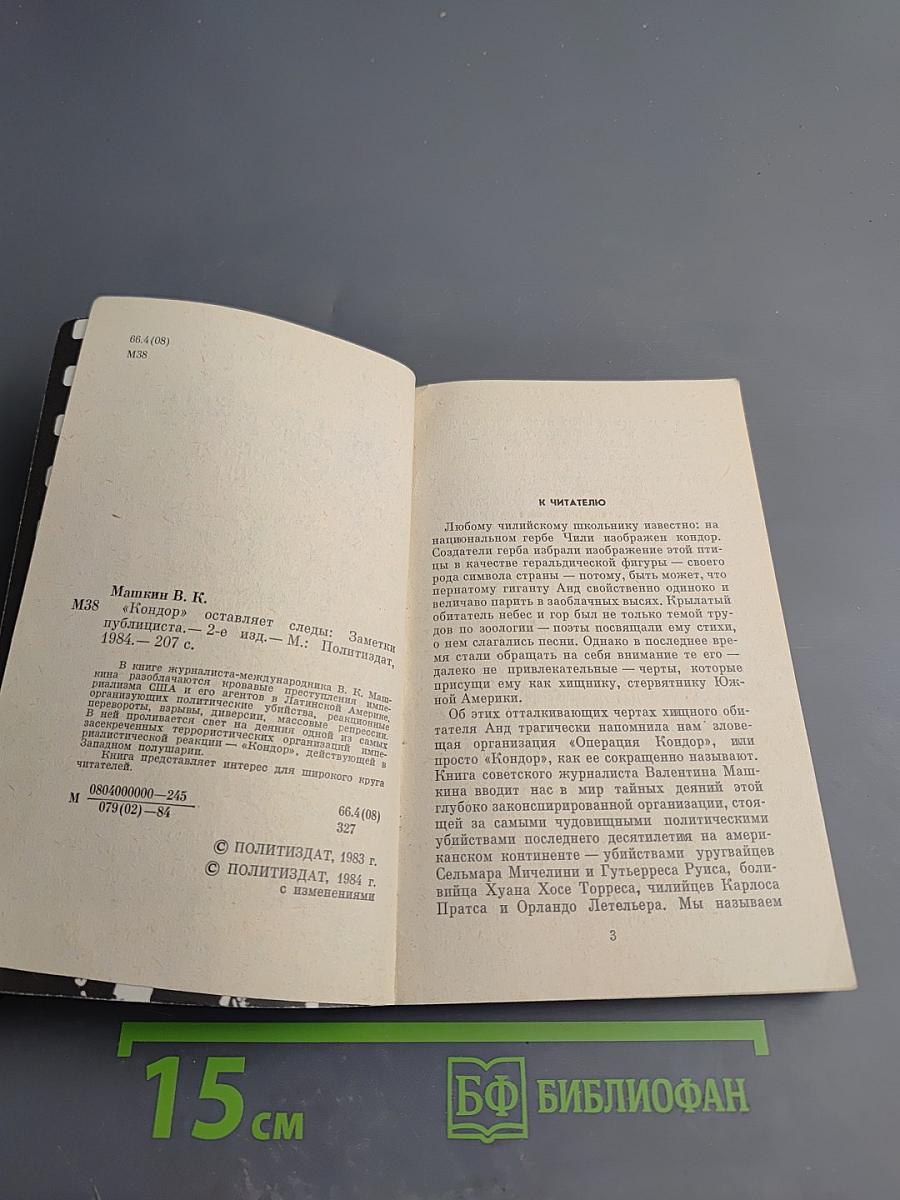 66.4(08)
М38
Машкин В. К.
М38 «Кондор» оставляет следы: Заметки
публициста.— 2-е изд.— М.: Политиздат,
1984.— 207 с.
В книге журналиста-международника В. К. Маш-
кина разоблачаются кровавые преступления импе-
риализма США и его агентов в Латинской Америке,
организующих политические убийства, реакционные
перевороты, взрывы, диверсии, массовые репрессии.
В ней проливается свет на деяния одной из самых
засекреченных террористических организаций импе-
риалистической реакции — «Кондор», действующей в
Западном полушарии.
Книга представляет интерес для широкого круга
читателей.
М 0804000000—245
079(02)—84
66.4(08)
327
© ПОЛИТИЗДАТ, 1983 г.
© ПОЛИТИЗДАТ, 1984 г.
с изменениями
К ЧИТАТЕЛЮ
Любому чилийскому школьнику известно: на
национальном гербе Чили изображен кондор.
Создатели герба избрали изображение этой пти-
цы в качестве геральдической фигуры — своего
рода символа страны — потому, быть может, что
пернатому гиганту Анд свойственно одиноко и
величаво парить в заоблачных высях. Крылатый
обитатель небес и гор был не только темой тру-
дов по зоологии — поэты посвящали ему стихи,
о нем слагались песни. Однако в последнее вре-
мя стали обращать на себя внимание те его —
далеко не привлекательные — черты, которые
присущи ему как хищнику, стервятнику Юж-
ной Америки.
Об этих отталкивающих чертах хищного оби-
тателя Анд трагически напомнила нам злове-
щая организация «Операция Кондор», или
просто «Кондор», как ее сокращенно называют.
Книга советского журналиста Валентина Маш-
кина вводит нас в мир тайных деяний этой
глубоко законспирированной организации, стоя-
щей за самыми чудовищными политическими
убийствами последнего десятилетия на амери-
канском континенте — убийствами уругвайцев
Сельмара Мичелини и Гутьерреса Руиса, боли-
вийца Хуана Хосе Торреса, чилийцев Карлоса
Пратса и Орландо Летельера. Мы называем
3
15 см
БФ БИБЛИОФАН